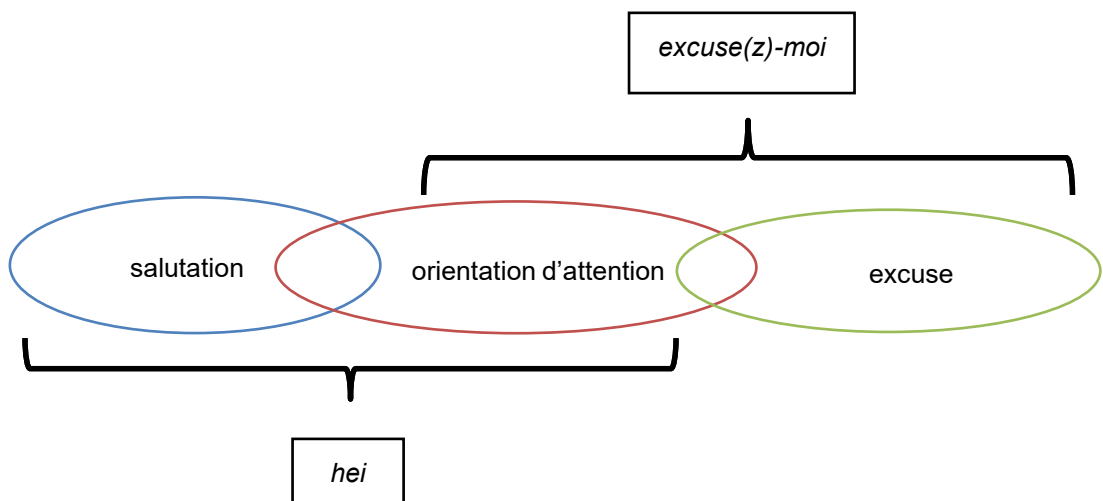 excuse(z)-moi
salutation
orientation d’attention
excuse
hei